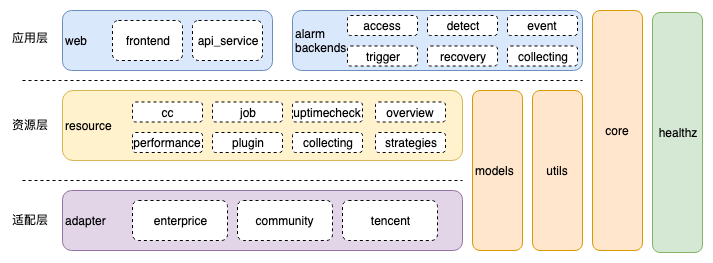 应用层
web
frontend
api_service
alarm
backends
access
detect
event
trigger
recovery
collecting
资源层
resource
cc
job
uptimecheck
overview
performance
plugin
collecting
strategies
适配层
adapter
enterprice
community
tencent
models
utils
core
healthz